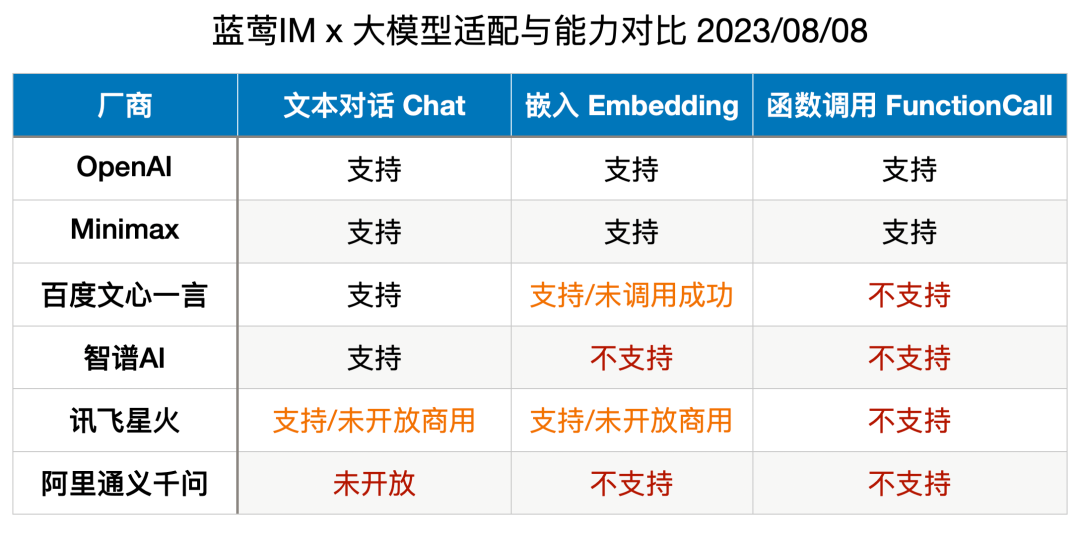 蓝莺IM x 大模型适配与能力对比 2023/08/08
厂商 文本对话 Chat 嵌入 Embedding 函数调用 FunctionCall
OpenAI 支持 支持 支持
Minimax 支持 支持 支持
百度文心一言 支持 支持/未调用成功 不支持
智谱AI 支持 不支持 不支持
讯飞星火 支持/未开放商用 支持/未开放商用 不支持
阿里通义千问 未开放 不支持 不支持